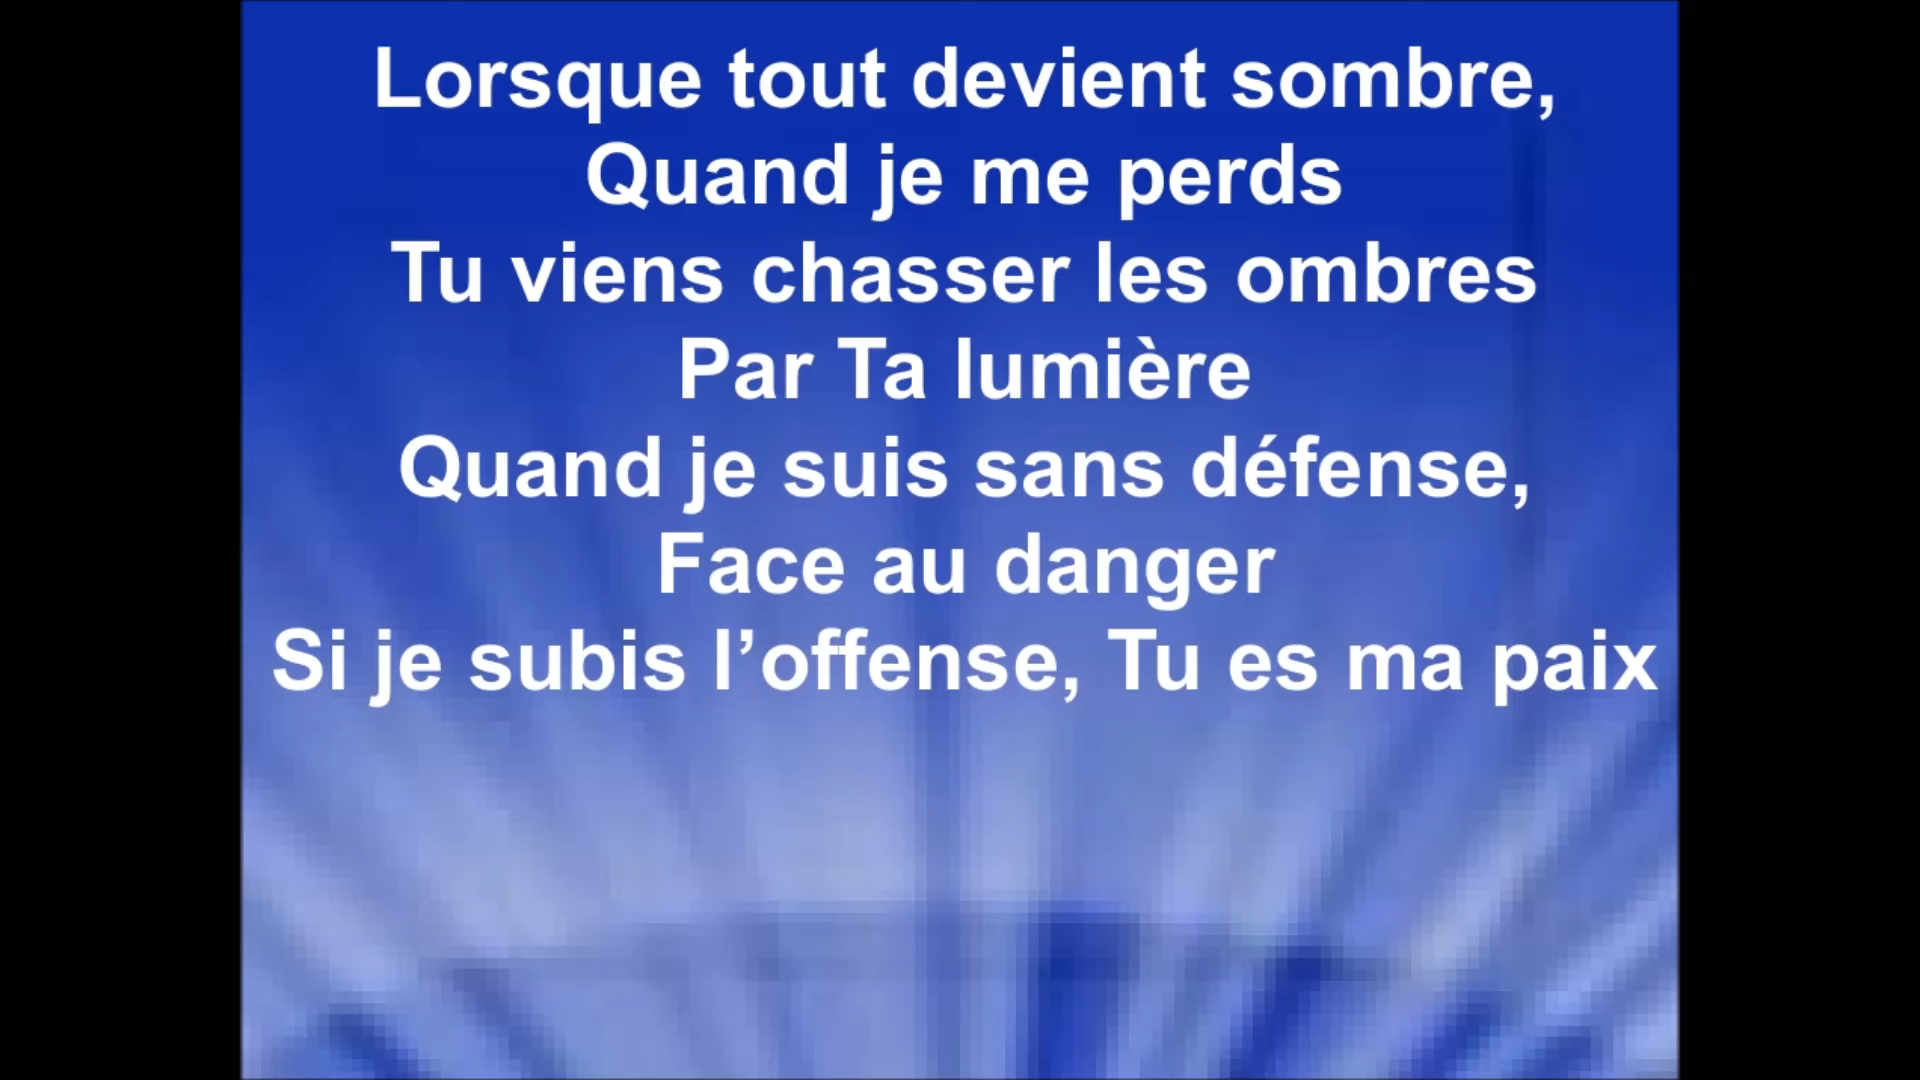 Lorsque tout devient sombre,
Quand je me perds
Tu viens chasser les ombres
Par Ta lumière
Quand je suis sans défense,
Face au danger
Si je subis l’offense, Tu es ma paix